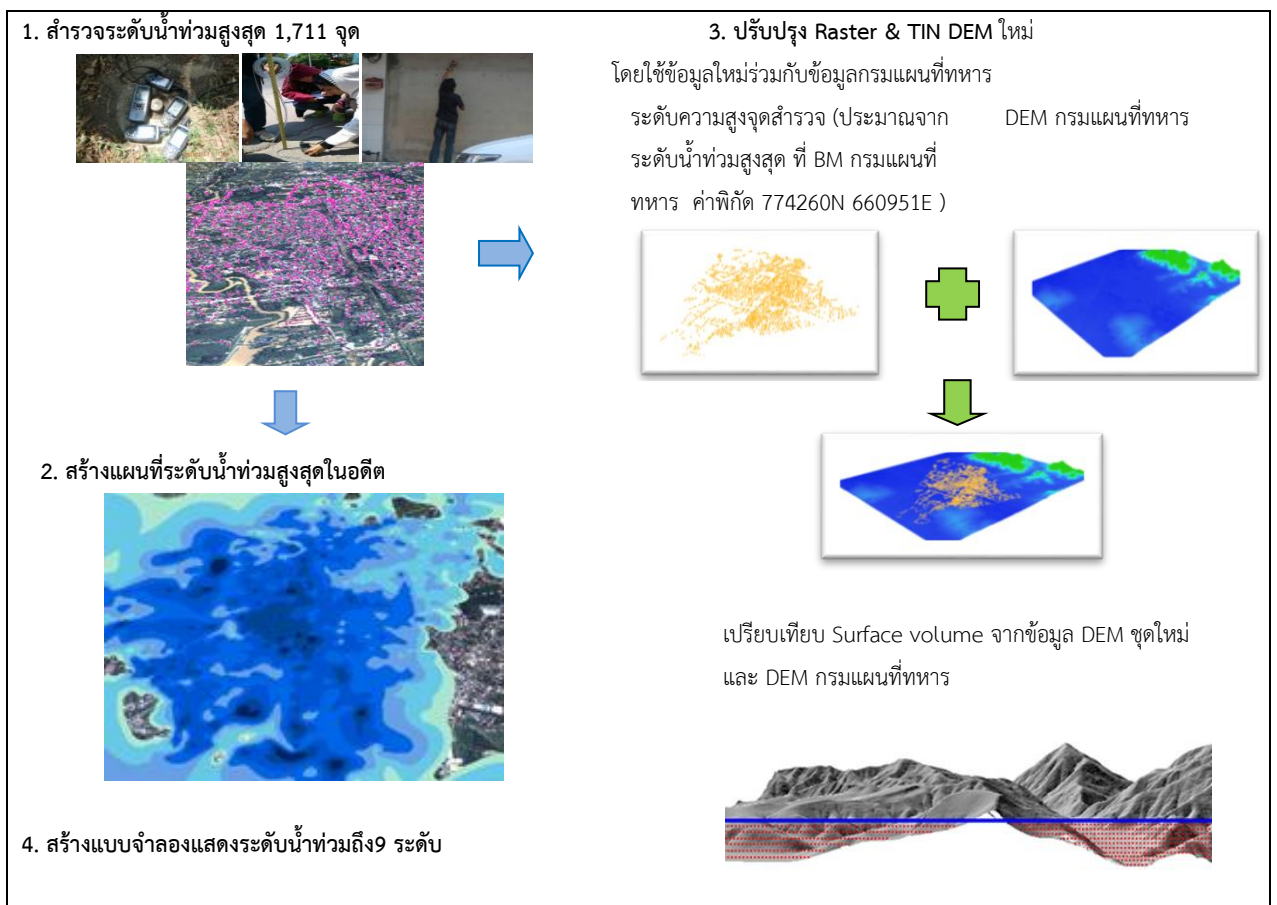 1. สำรวจระดับน้ำท่วมสูงสุด 1,711 จุด
2. สร้างแผนที่ระดับน้ำท่วมสูงสุดในอดีต
3. ปรับปรุง Raster & TIN DEM ใหม่
โดยใช้ข้อมูลใหม่ร่วมกับข้อมูลกรมแผนที่ทหาร
ระดับความสูงจุดสำรวจ (ประมาณจาก
ระดับน้ำท่วมสูงสุด ที่ BM กรมแผนที่
ทหาร ค่าพิกัด 774260N 660951E )
DEM กรมแผนที่ทหาร
เปรียบเทียบ Surface volume จากข้อมูล DEM ชุดใหม่
และ DEM กรมแผนที่ทหาร
4. สร้างแบบจำลองแสดงระดับน้ำท่วมถึง9 ระดับ